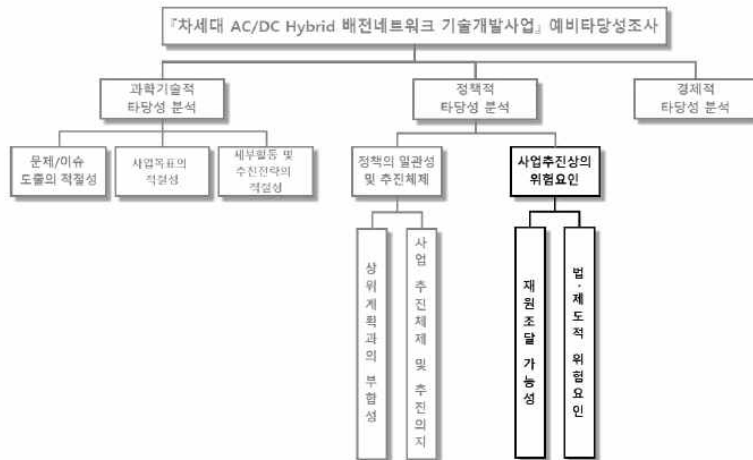 『차세대 AC/DC Hybrid 배전네트워크 기술개발사업』 예비타당성조사
과학기술적
타당성 분석
정책적
타당성 분석
경제적
타당성 분석
문제/이슈
도출의 적절성
사업목표의
적절성
세부활동 및
추진전략의
적절성
정책의 일관성
및 추진체제
사업추진상의
위험요인
상위계획과의 부합성
사업 추진체제 및 추진의지
재원조달 가능성
법·제도적 위험요인